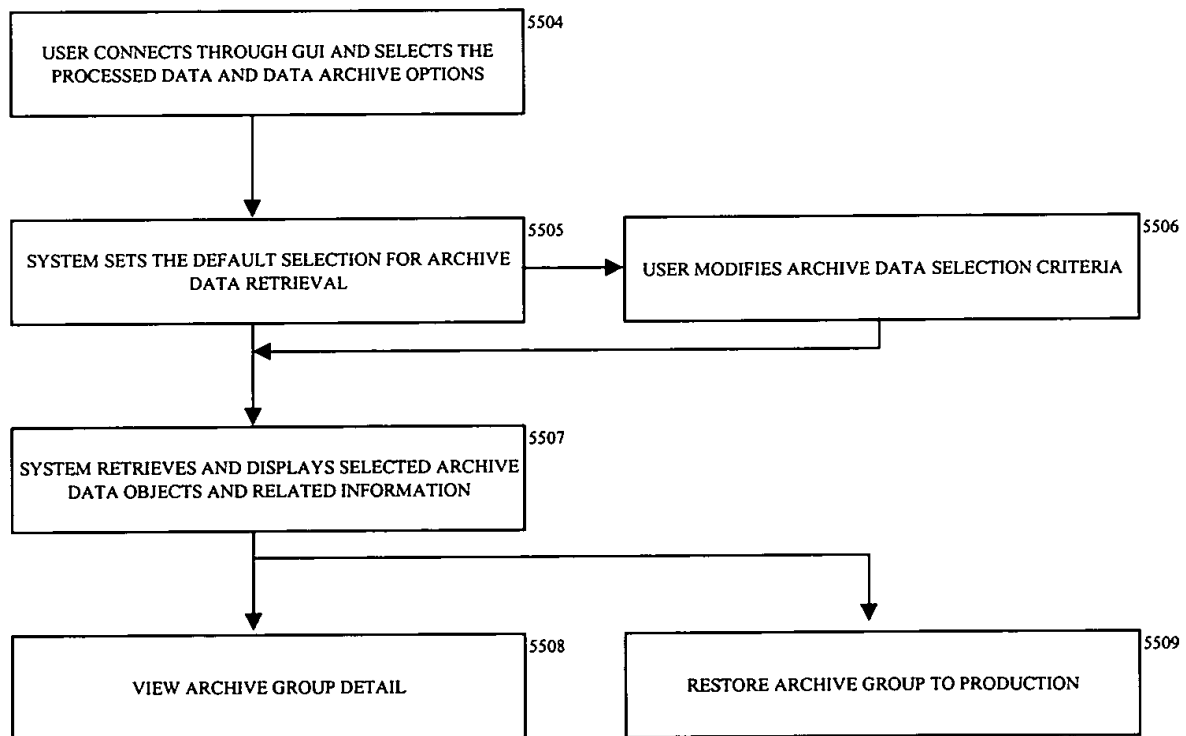 5504
USER CONNECTS THROUGH GUI AND SELECTS THE
PROCESSED DATA AND DATA ARCHIVE OPTIONS
5505
SYSTEM SETS THE DEFAULT SELECTION FOR ARCHIVE
DATA RETRIEVAL
5506
USER MODIFIES ARCHIVE DATA SELECTION CRITERIA
5507
SYSTEM RETRIEVES AND DISPLAYS SELECTED ARCHIVE
DATA OBJECTS AND RELATED INFORMATION
5508
VIEW ARCHIVE GROUP DETAIL
5509
RESTORE ARCHIVE GROUP TO PRODUCTION